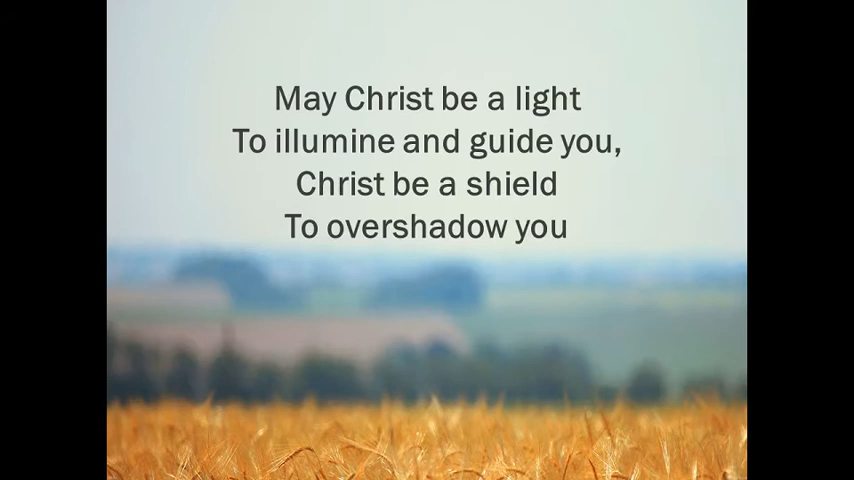 May Christ be a light
To illumine and guide you,
Christ be a shield
To overshadow you